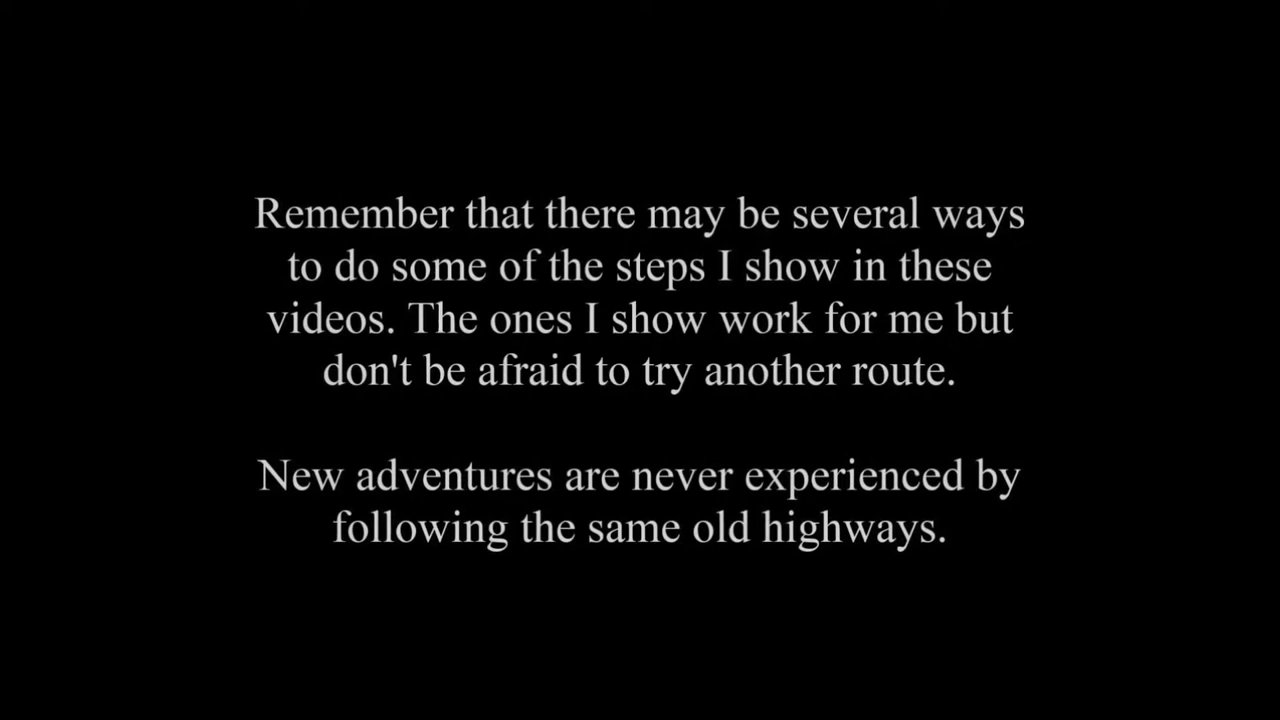 Remember that there may be several ways
to do some of the steps I show in these
videos. The ones I show work for me but
don't be afraid to try another route.
New adventures are never experienced by
following the same old highways.